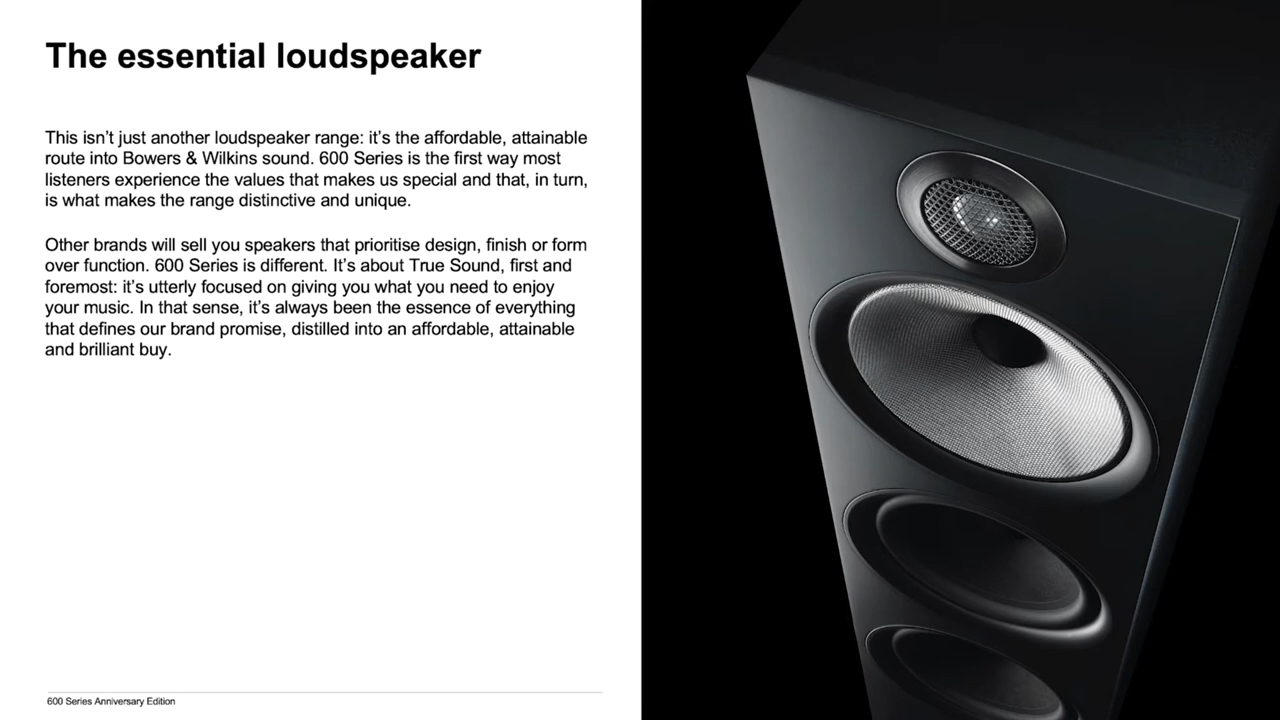 The essential loudspeaker
This isn’t just another loudspeaker range: it’s the affordable, attainable
route into Bowers & Wilkins sound. 600 Series is the first way most
listeners experience the values that makes us special and that, in turn,
is what makes the range distinctive and unique.
Other brands will sell you speakers that prioritise design, finish or form
over function. 600 Series is different. It’s about True Sound, first and
foremost: it’s utterly focused on giving you what you need to enjoy
your music. In that sense, it’s always been the essence of everything
that defines our brand promise, distilled into an affordable, attainable
and brilliant buy.
600 Series Anniversary Edition